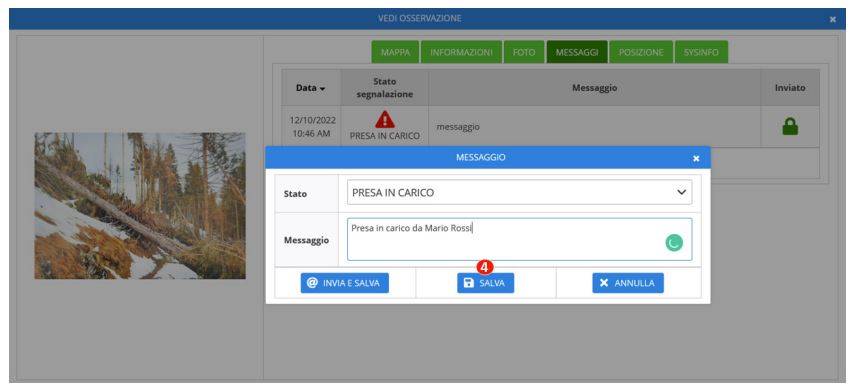 VEDI OSSERVAZIONE
MAPPA INFORMAZIONI FOTO MESSAGGI POSIZIONE SYSINFO
Data Stato segnalazione Messaggio Inviato
12/10/2022
10:46 AM
PRESA IN CARICO
messaggio
MESSAGGIO
Stato PRESA IN CARICO
Messaggio Presa in carico da Mario Rossi
4
@ INVIA E SALVA SALVA ANNULLA